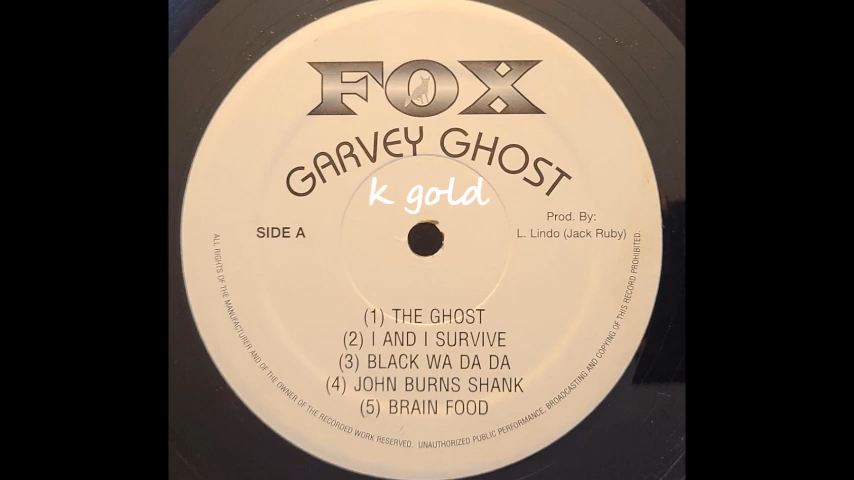 FOX
GARVEY GHOST
k gold
SIDE A
Prod. By:
L. Lindo (Jack Ruby)
(1) THE GHOST
(2) I AND I SURVIVE
(3) BLACK WA DA DA
(4) JOHN BURNS SHANK
(5) BRAIN FOOD
ALL RIGHTS OF THE MANUFACTURER AND OF THE OWNER OF THE RECORDED WORK RESERVED. UNAUTHORIZED PUBLIC PERFORMANCE, BROADCASTING AND COPYING OF THIS RECORD PROHIBITED.